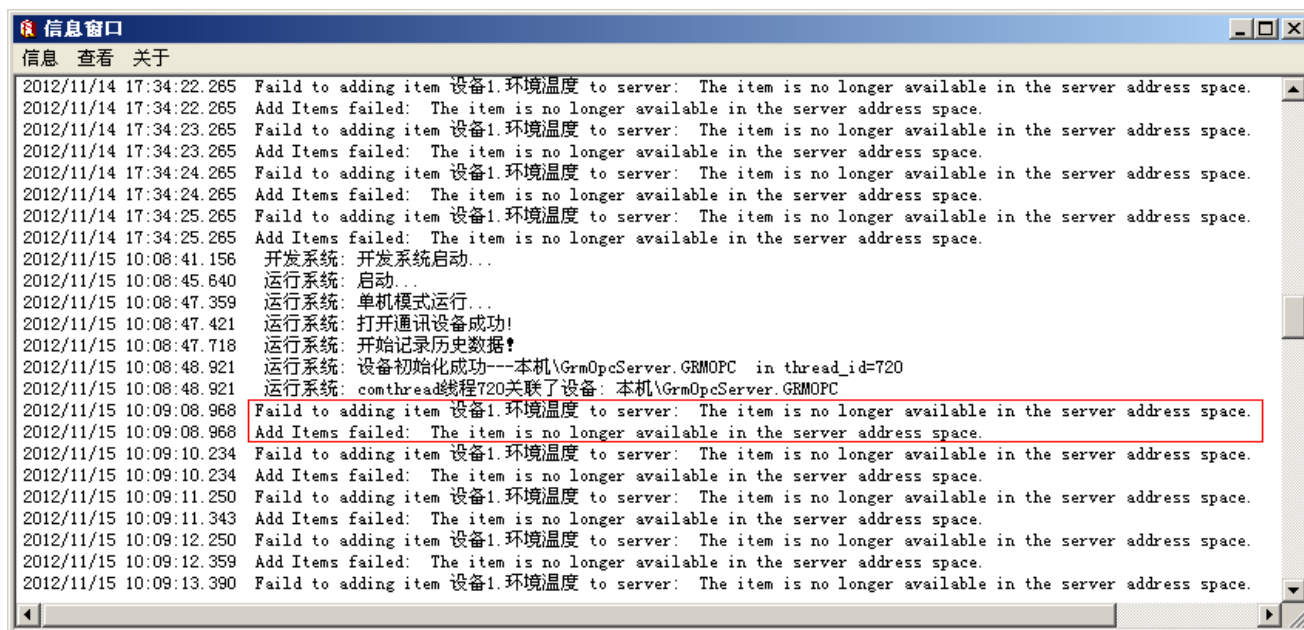 信息窗口
信息 查看 关于
2012/11/14 17:34:22.265 Faild to adding item 设备1.环境温度 to server: The item is no longer available in the server address space.
2012/11/14 17:34:22.265 Add Items failed: The item is no longer available in the server address space.
2012/11/14 17:34:23.265 Faild to adding item 设备1.环境温度 to server: The item is no longer available in the server address space.
2012/11/14 17:34:23.265 Add Items failed: The item is no longer available in the server address space.
2012/11/14 17:34:24.265 Faild to adding item 设备1.环境温度 to server: The item is no longer available in the server address space.
2012/11/14 17:34:24.265 Add Items failed: The item is no longer available in the server address space.
2012/11/14 17:34:25.265 Faild to adding item 设备1.环境温度 to server: The item is no longer available in the server address space.
2012/11/14 17:34:25.265 Add Items failed: The item is no longer available in the server address space.
2012/11/15 10:08:41.156 开发系统: 开发系统启动...
2012/11/15 10:08:45.640 运行系统: 启动...
2012/11/15 10:08:47.359 运行系统: 单机模式运行...
2012/11/15 10:08:47.421 运行系统: 打开通讯设备成功!
2012/11/15 10:08:47.718 运行系统: 开始记录历史数据!
2012/11/15 10:08:48.921 运行系统: 设备初始化成功---本机\GrmOpcServer.GRMOPC in thread_id=720
2012/11/15 10:08:48.921 运行系统: comthread线程720关联了设备: 本机\GrmOpcServer.GRMOPC
2012/11/15 10:09:08.968 Faild to adding item 设备1.环境温度 to server: The item is no longer available in the server address space.
2012/11/15 10:09:08.968 Add Items failed: The item is no longer available in the server address space.
2012/11/15 10:09:10.234 Faild to adding item 设备1.环境温度 to server: The item is no longer available in the server address space.
2012/11/15 10:09:10.234 Add Items failed: The item is no longer available in the server address space.
2012/11/15 10:09:11.250 Faild to adding item 设备1.环境温度 to server: The item is no longer available in the server address space.
2012/11/15 10:09:11.343 Add Items failed: The item is no longer available in the server address space.
2012/11/15 10:09:12.250 Faild to adding item 设备1.环境温度 to server: The item is no longer available in the server address space.
2012/11/15 10:09:12.359 Add Items failed: The item is no longer available in the server address space.
2012/11/15 10:09:13.390 Faild to adding item 设备1.环境温度 to server: The item is no longer available in the server address space.